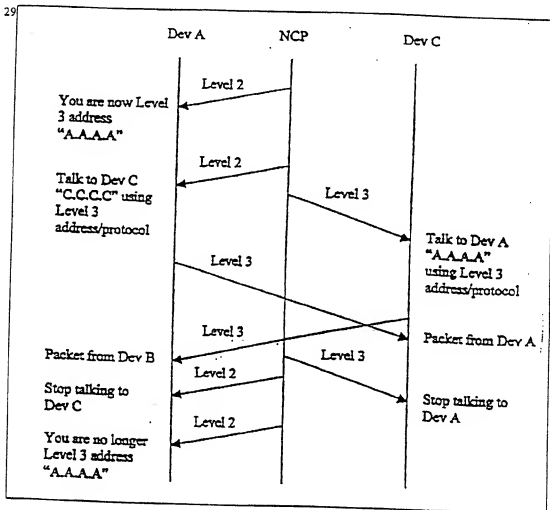 29
Dev A
NCP
Dev C
Level 2
You are now Level
3 address
"A.A.A.A"
Level 2
Talk to Dev C
"C.C.C.C" using
Level 3
address/protocol
Level 3
Talk to Dev A
"A.A.A.A"
using Level 3
address/protocol
Level 3
Level 3
Packet from Dev A
Packet from Dev B
Level 3
Level 2
Stop talking to
Dev C
Stop talking to
Dev A
Level 2
You are no longer
Level 3 address
"A.A.A.A"